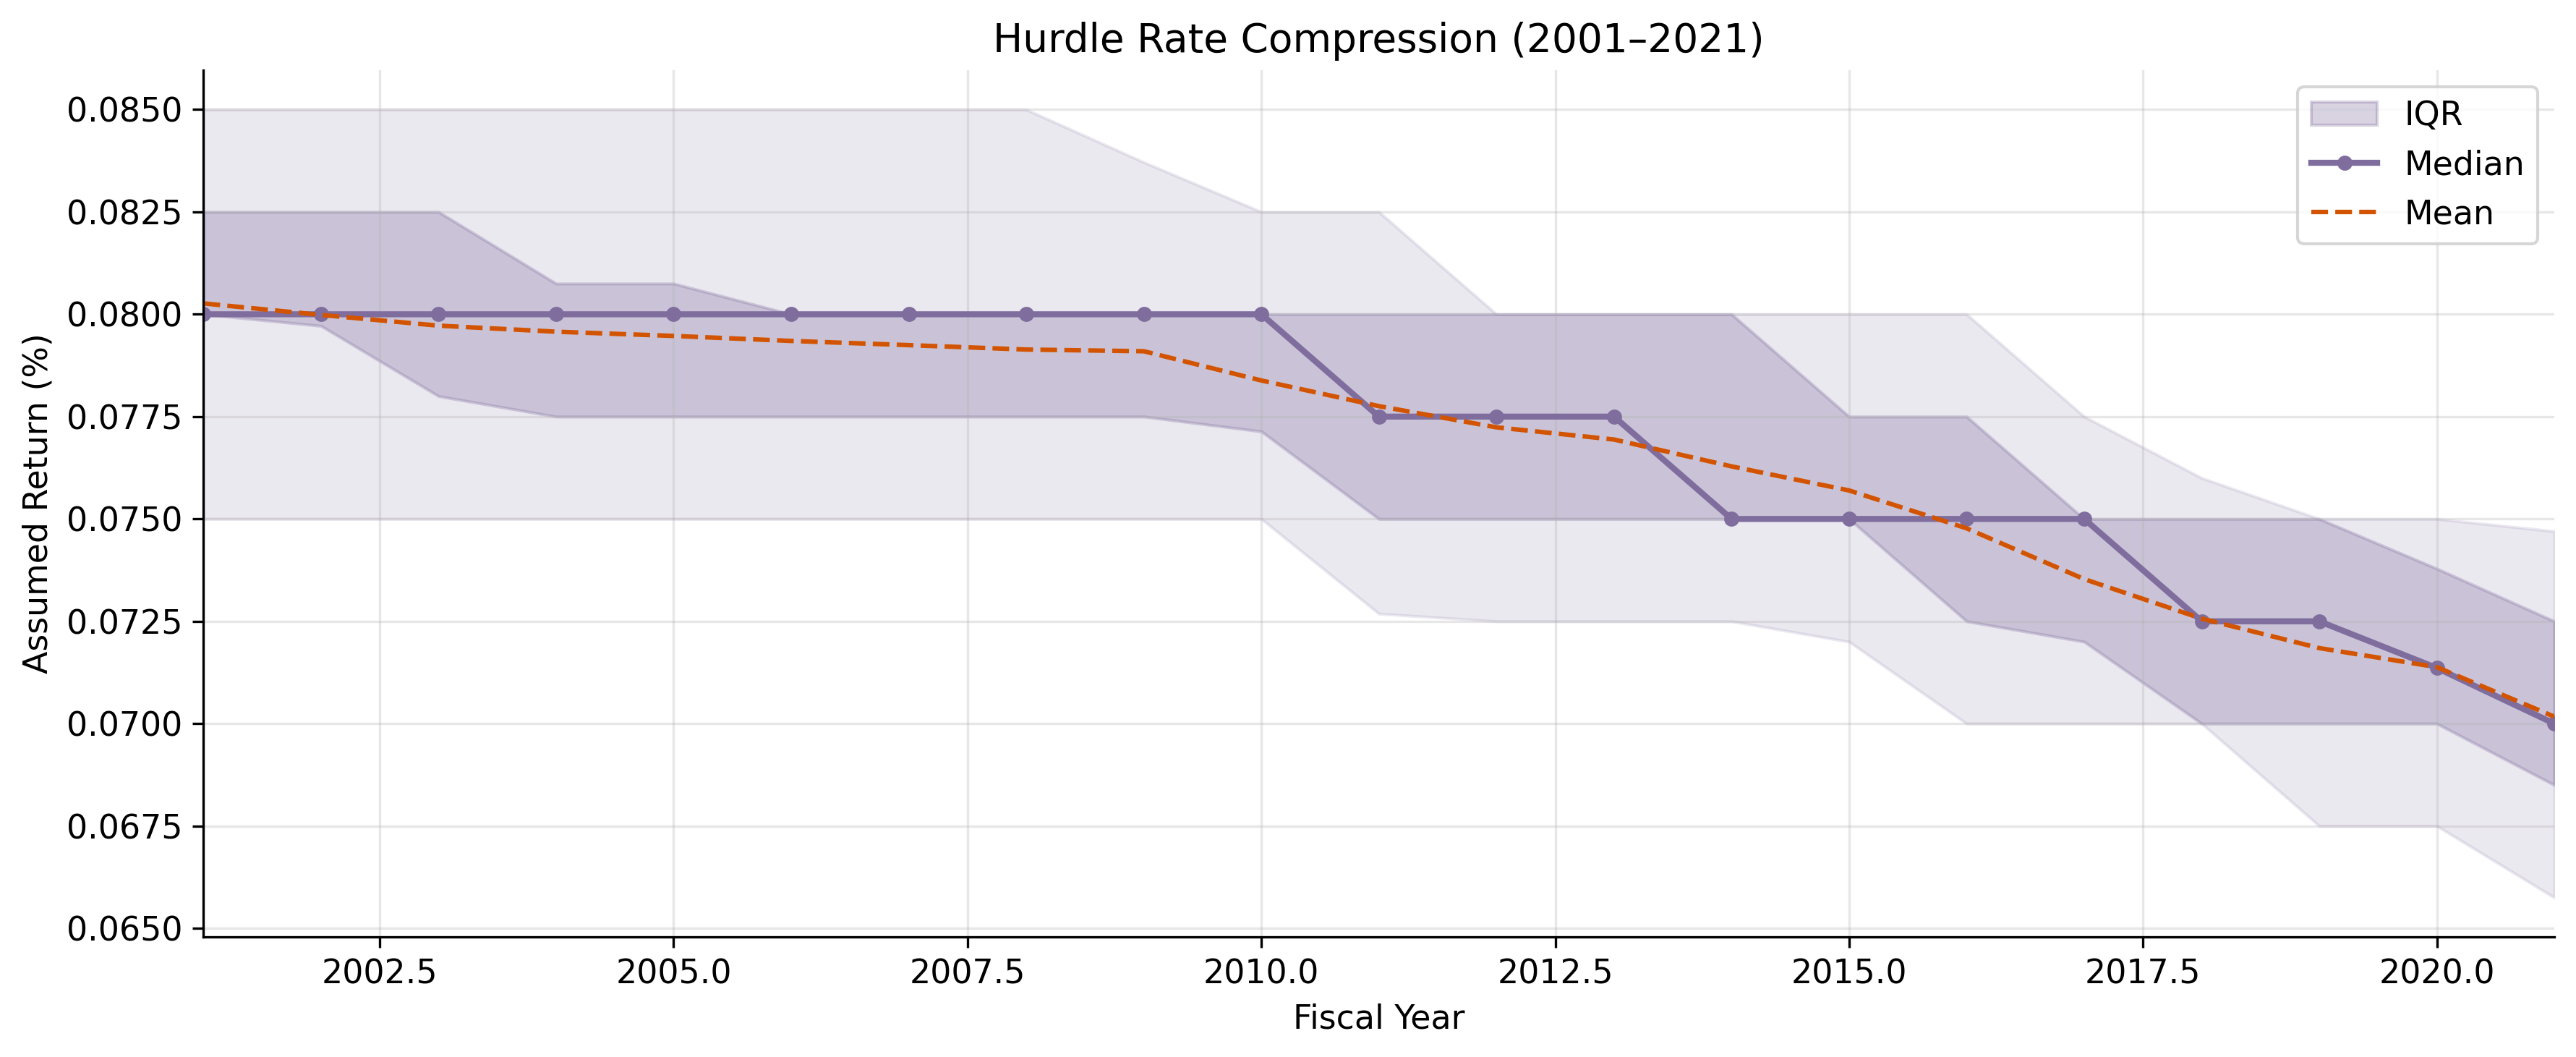 Hurdle Rate Compression (2001–2021)
IQR
Median
Mean
Assumed Return (%)
0.0850
0.0825
0.0800
0.0775
0.0750
0.0725
0.0700
0.0675
0.0650
2002.5 2005.0 2007.5 2010.0 2012.5 2015.0 2017.5 2020.0
Fiscal Year